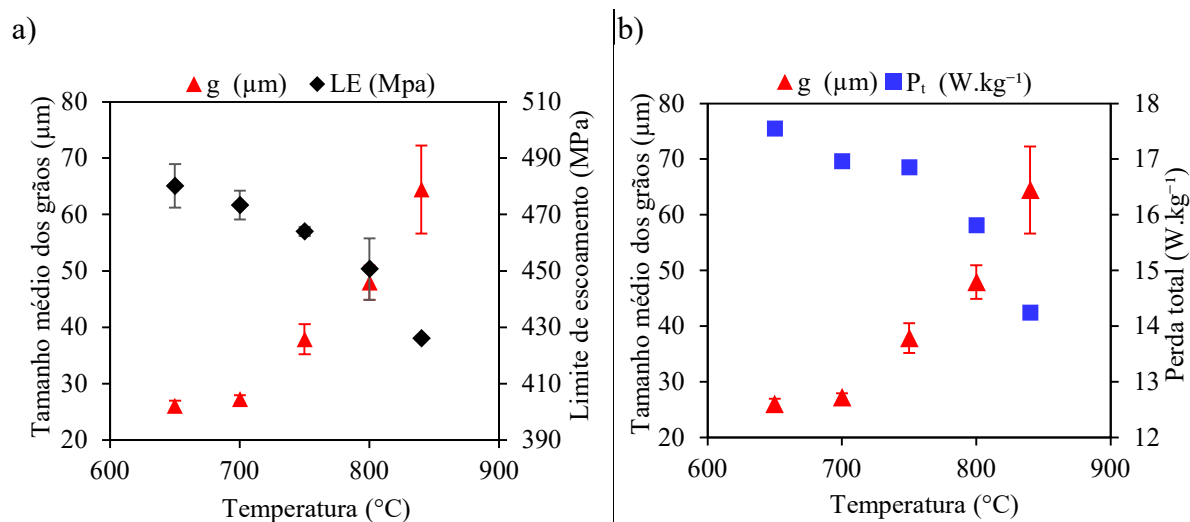 a)
g (µm) LE (Mpa)
Tamanho médio dos grãos (µm)
80
70
60
50
40
30
20
510
490
470
450
430
410
390
Limite de escoamento (MPa)
600 700 800 900
Temperatura (°C)
b)
g (µm) Pₜ (W.kg⁻¹)
Tamanho médio dos grãos (µm)
80
70
60
50
40
30
20
18
17
16
15
14
13
12
Perda total (W.kg⁻¹)
600 700 800 900
Temperatura (°C)